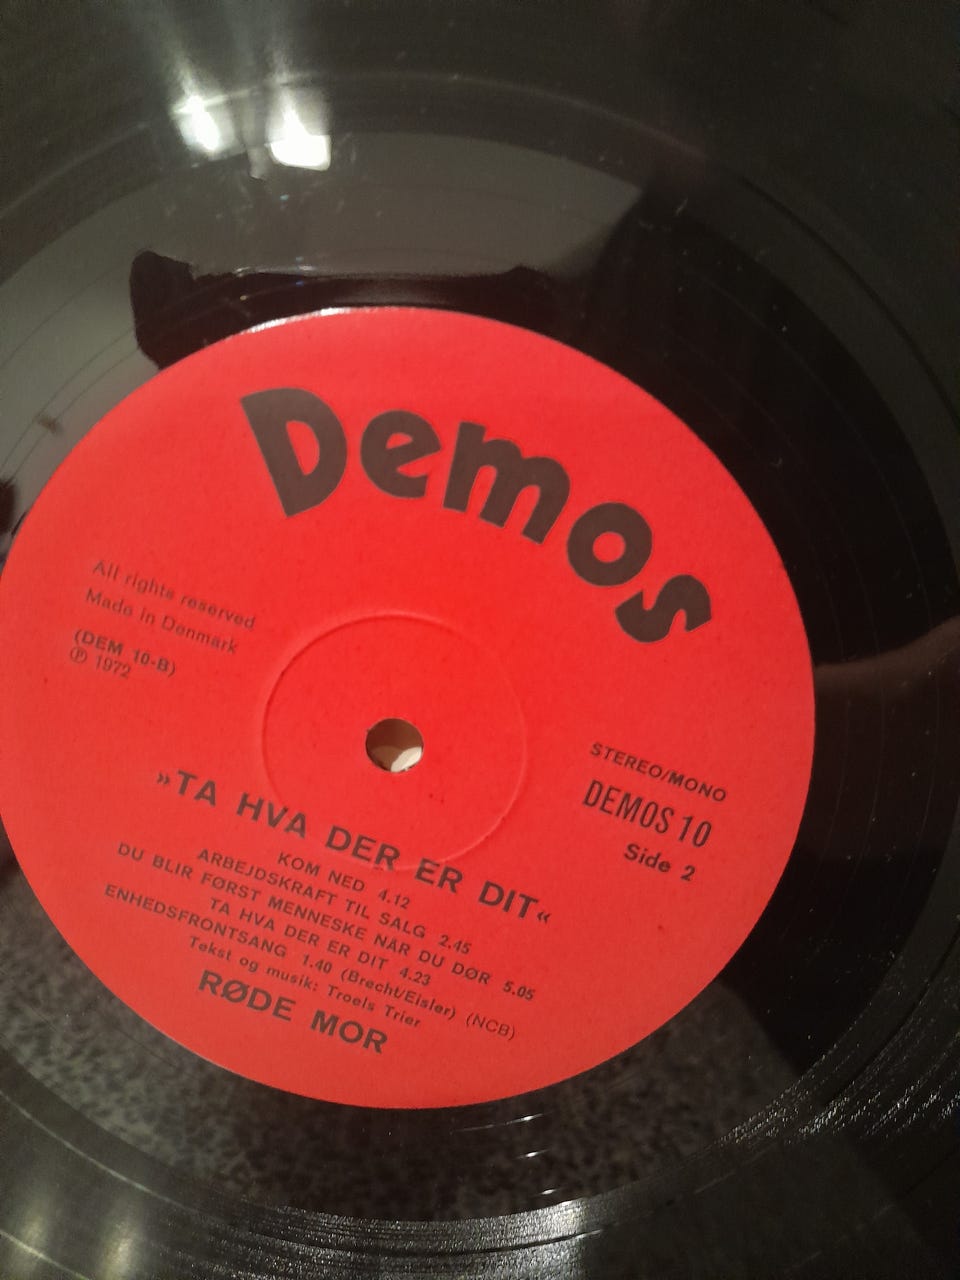 Demos
All rights reserved
Made in Denmark
(DEM 10-B)
Ⓟ 1972
STEREO/MONO
DEMOS 10
Side 2
»TA HVA DER ER DIT«
KOM NED 4.12
ARBEJDSKRAFT TIL SALG 2.45
DU BLIR FØRST MENNESKE NÅR DU DØR 5.05
TA HVA DER ER DIT 4.23
ENHEDSFRONTSANG 1.40 (Brecht/Eisler) (NCB)
Tekst og musik: Troels Trier
RØDE MOR